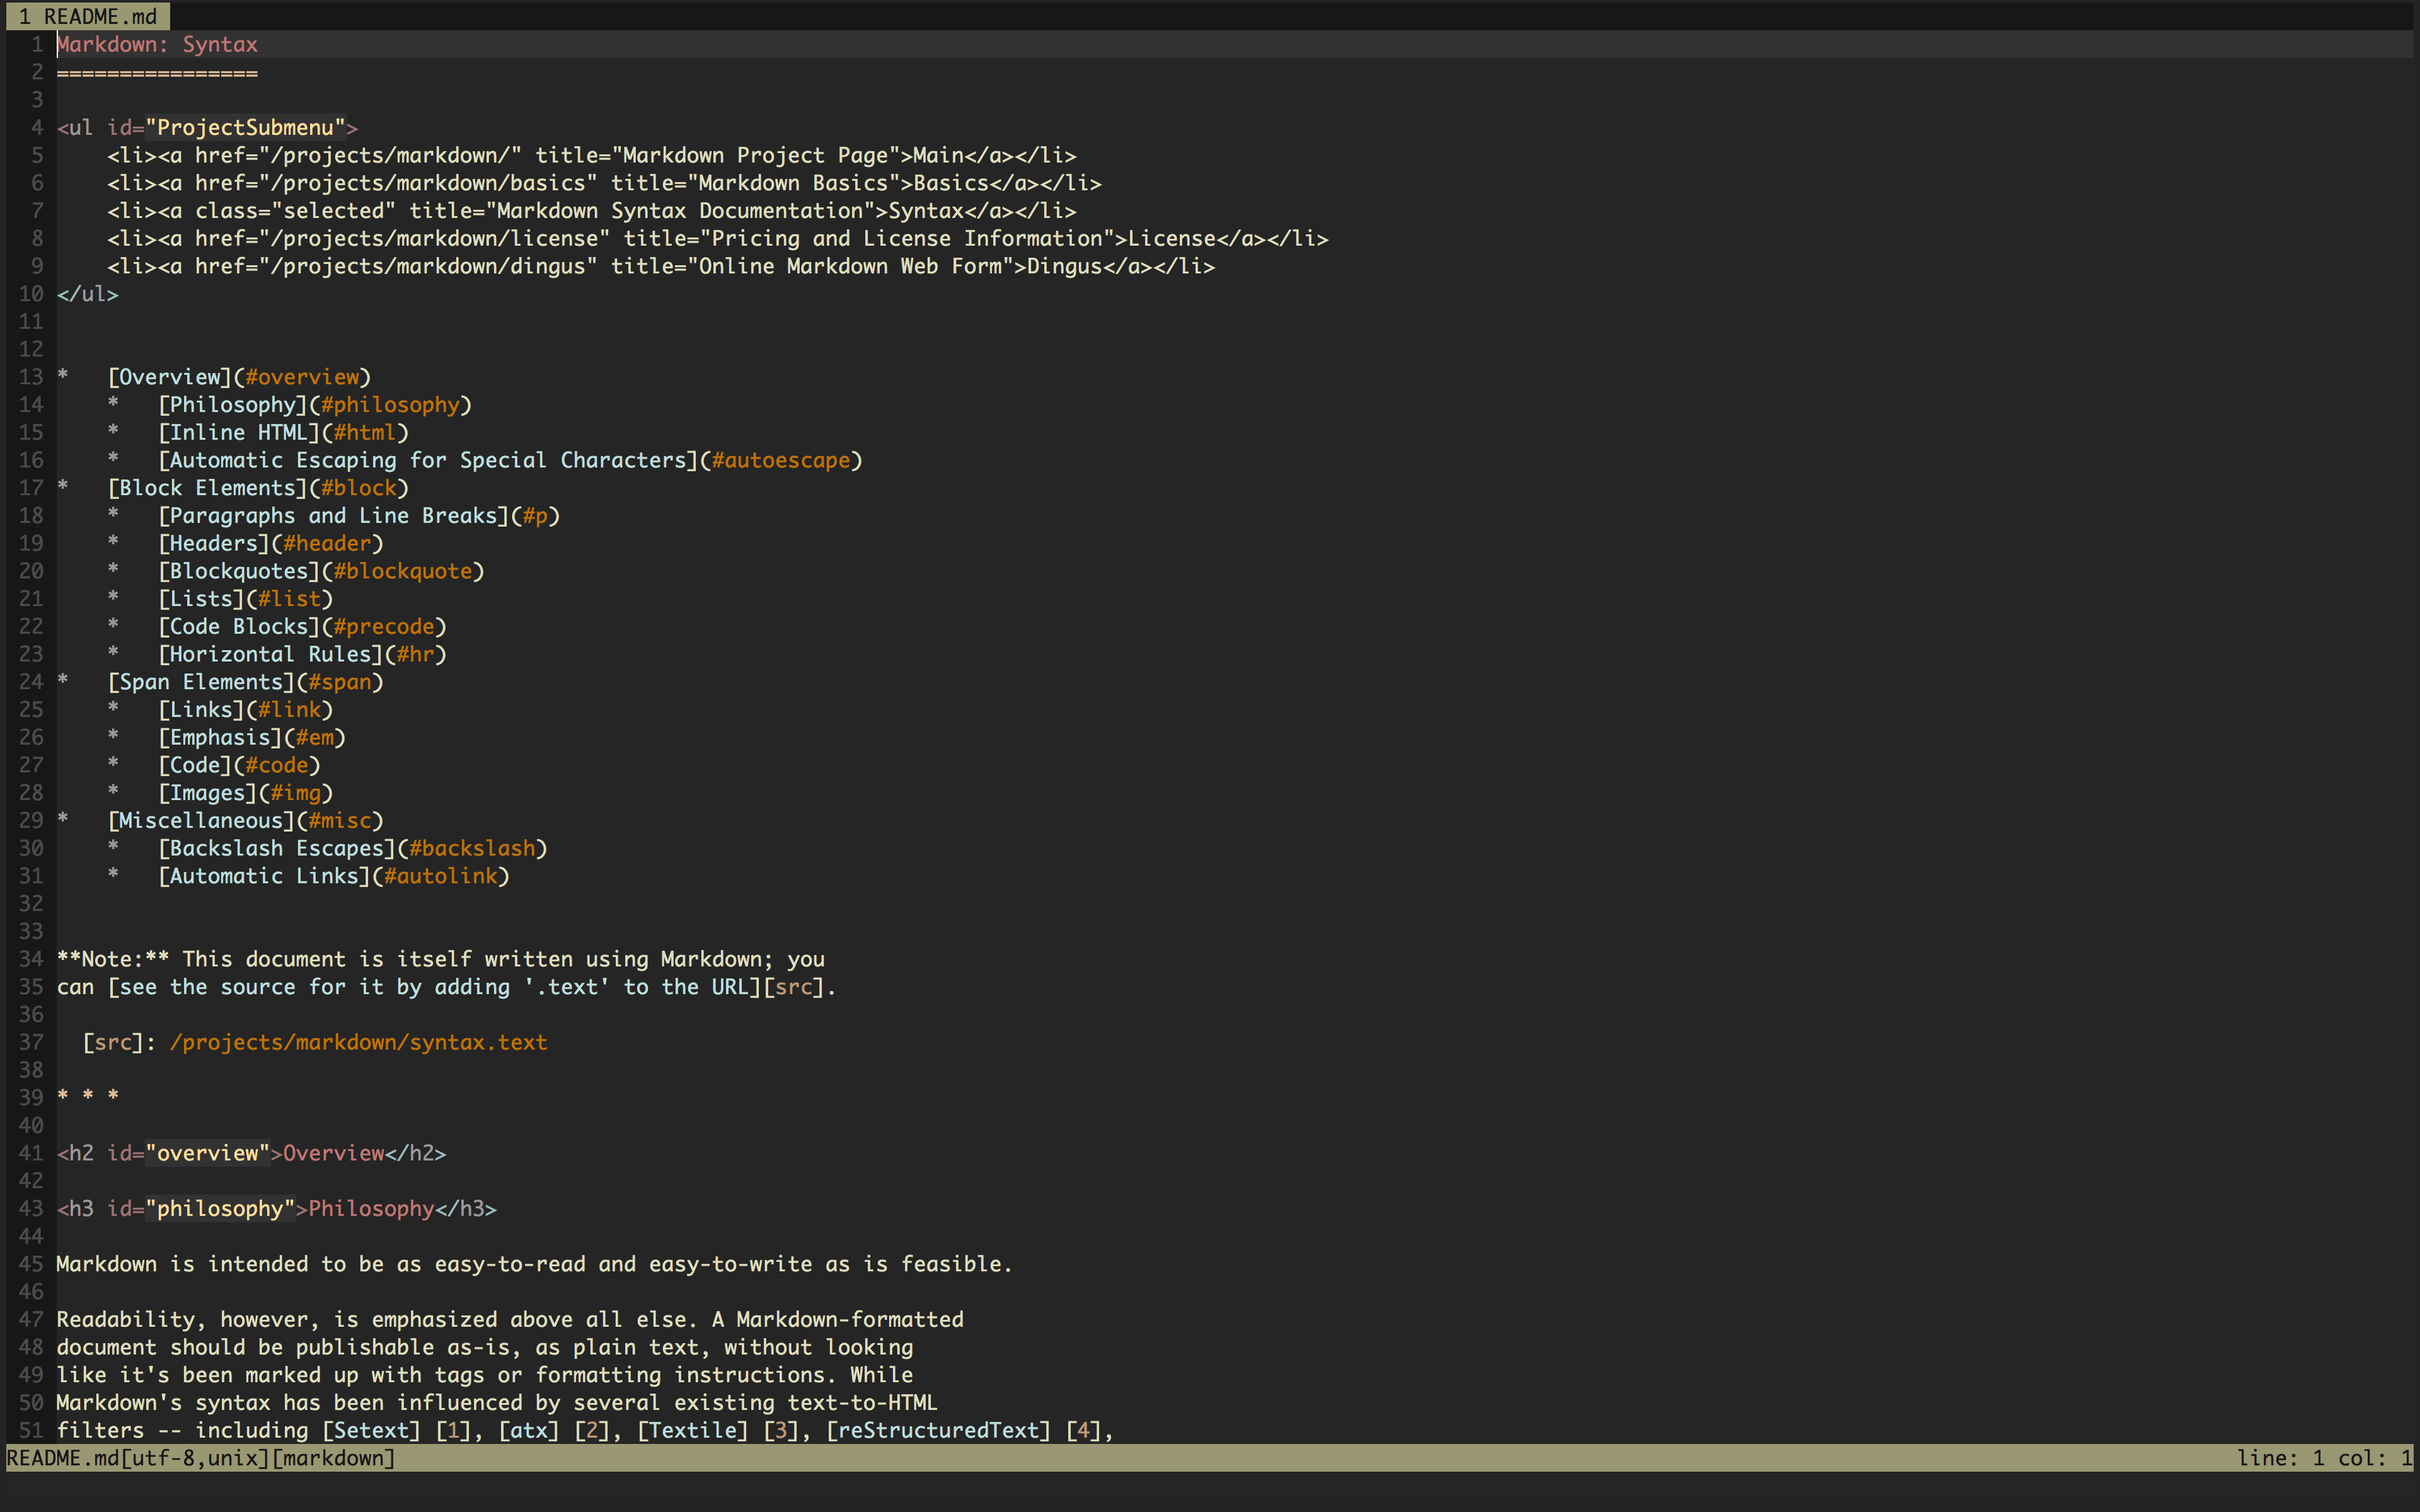 1 README.md
1 Markdown: Syntax
2 ================
3
4 <ul id="ProjectSubmenu">
5     <li><a href="/projects/markdown/" title="Markdown Project Page">Main</a></li>
6     <li><a href="/projects/markdown/basics" title="Markdown Basics">Basics</a></li>
7     <li><a class="selected" title="Markdown Syntax Documentation">Syntax</a></li>
8     <li><a href="/projects/markdown/license" title="Pricing and License Information">License</a></li>
9     <li><a href="/projects/markdown/dingus" title="Online Markdown Web Form">Dingus</a></li>
10 </ul>
11
12
13 *   [Overview](#overview)
14     *   [Philosophy](#philosophy)
15     *   [Inline HTML](#html)
16     *   [Automatic Escaping for Special Characters](#autoescape)
17 *   [Block Elements](#block)
18     *   [Paragraphs and Line Breaks](#p)
19     *   [Headers](#header)
20     *   [Blockquotes](#blockquote)
21     *   [Lists](#list)
22     *   [Code Blocks](#precode)
23     *   [Horizontal Rules](#hr)
24 *   [Span Elements](#span)
25     *   [Links](#link)
26     *   [Emphasis](#em)
27     *   [Code](#code)
28     *   [Images](#img)
29 *   [Miscellaneous](#misc)
30     *   [Backslash Escapes](#backslash)
31     *   [Automatic Links](#autolink)
32
33
34 **Note:** This document is itself written using Markdown; you
35 can [see the source for it by adding '.text' to the URL][src].
36
37   [src]: /projects/markdown/syntax.text
38
39 * * *
40
41 <h2 id="overview">Overview</h2>
42
43 <h3 id="philosophy">Philosophy</h3>
44
45 Markdown is intended to be as easy-to-read and easy-to-write as is feasible.
46
47 Readability, however, is emphasized above all else. A Markdown-formatted
48 document should be publishable as-is, as plain text, without looking
49 like it's been marked up with tags or formatting instructions. While
50 Markdown's syntax has been influenced by several existing text-to-HTML
51 filters -- including [Setext] [1], [atx] [2], [Textile] [3], [reStructuredText] [4],
README.md[utf-8,unix][markdown] line: 1 col: 1